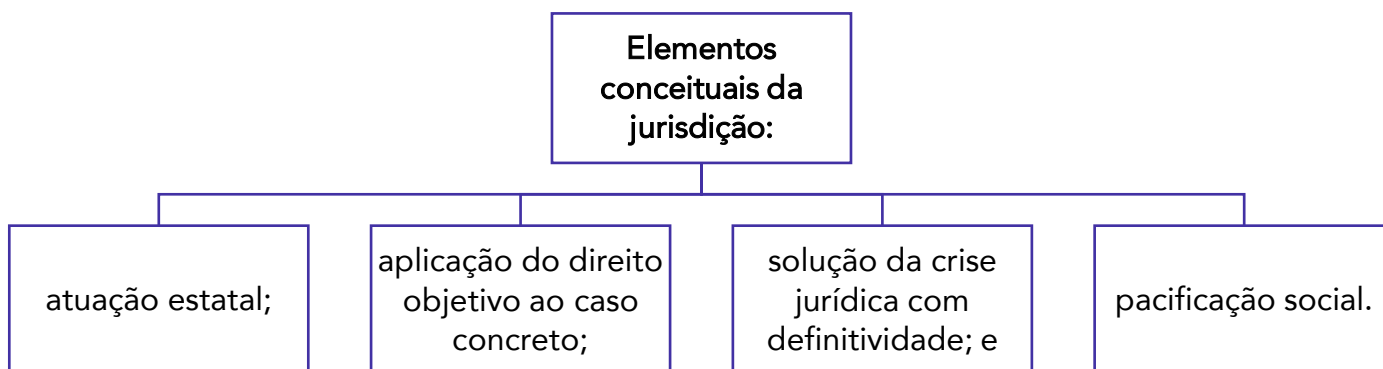 Elementos
conceituais da
jurisdição:
atuação estatal;
aplicação do direito
objetivo ao caso
concreto;
solução da crise
jurídica com
definitividade; e
pacificação social.